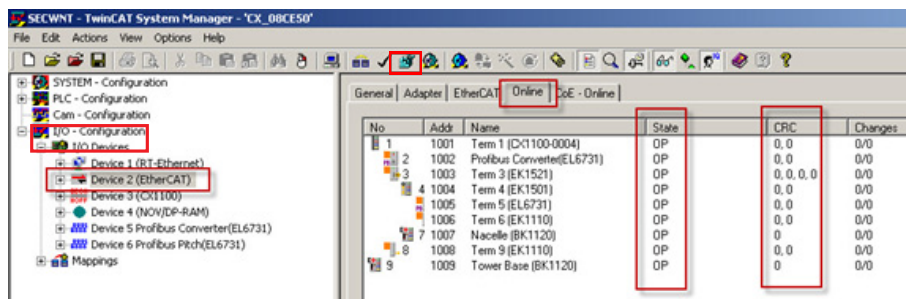 SECWNT - TwinCAT System Manager - 'CX_08CE50'
File Edit Actions View Options Help
SYSTEM - Configuration
PLC - Configuration
Cam - Configuration
I/O - Configuration
I/O Devices
Device 1 (RT-Ethernet)
Device 2 (EtherCAT)
Device 3 (CX1100)
Device 4 (NOV/DP-RAM)
Device 5 Profibus Converter(EL6731)
Device 6 Profibus Pitch(EL6731)
Mappings
General Adapter EtherCAT Online CoE - Online
No Addr Name State CRC Changes
1 1001 Term 1 (CX1100-0004) OP 0, 0 0/0
2 1002 Profibus Converter(EL6731) OP 0, 0 0/0
3 1003 Term 3 (EK1521) OP 0, 0, 0, 0 0/0
4 1004 Term 4 (EK1501) OP 0, 0 0/0
1005 Term 5 (EL6731) OP 0, 0 0/0
1006 Term 6 (EK1110) OP 0, 0 0/0
7 1007 Nacelle (BK1120) OP 0 0/0
8 1008 Term 9 (EK1110) OP 0, 0 0/0
9 1009 Tower Base (BK1120) OP 0 0/0